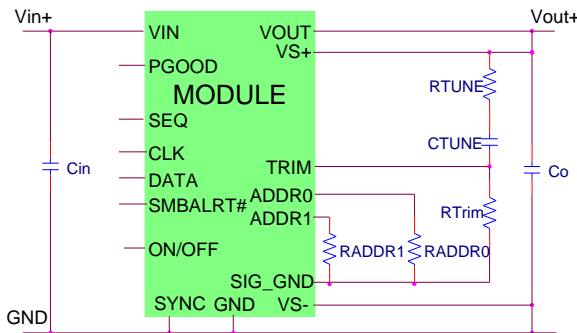 Vin+
Vout+
VIN
VOUT
VS+
PGOOD
RTUNE
MODULE
SEQ
CTUNE
CLK
TRIM
Cin
Co
DATA
ADDR0
SMBALRT#
ADDR1
RTrim
ON/OFF
RADDR1
RADDR0
SIG_GND
SYNC
GND
VS-
GND